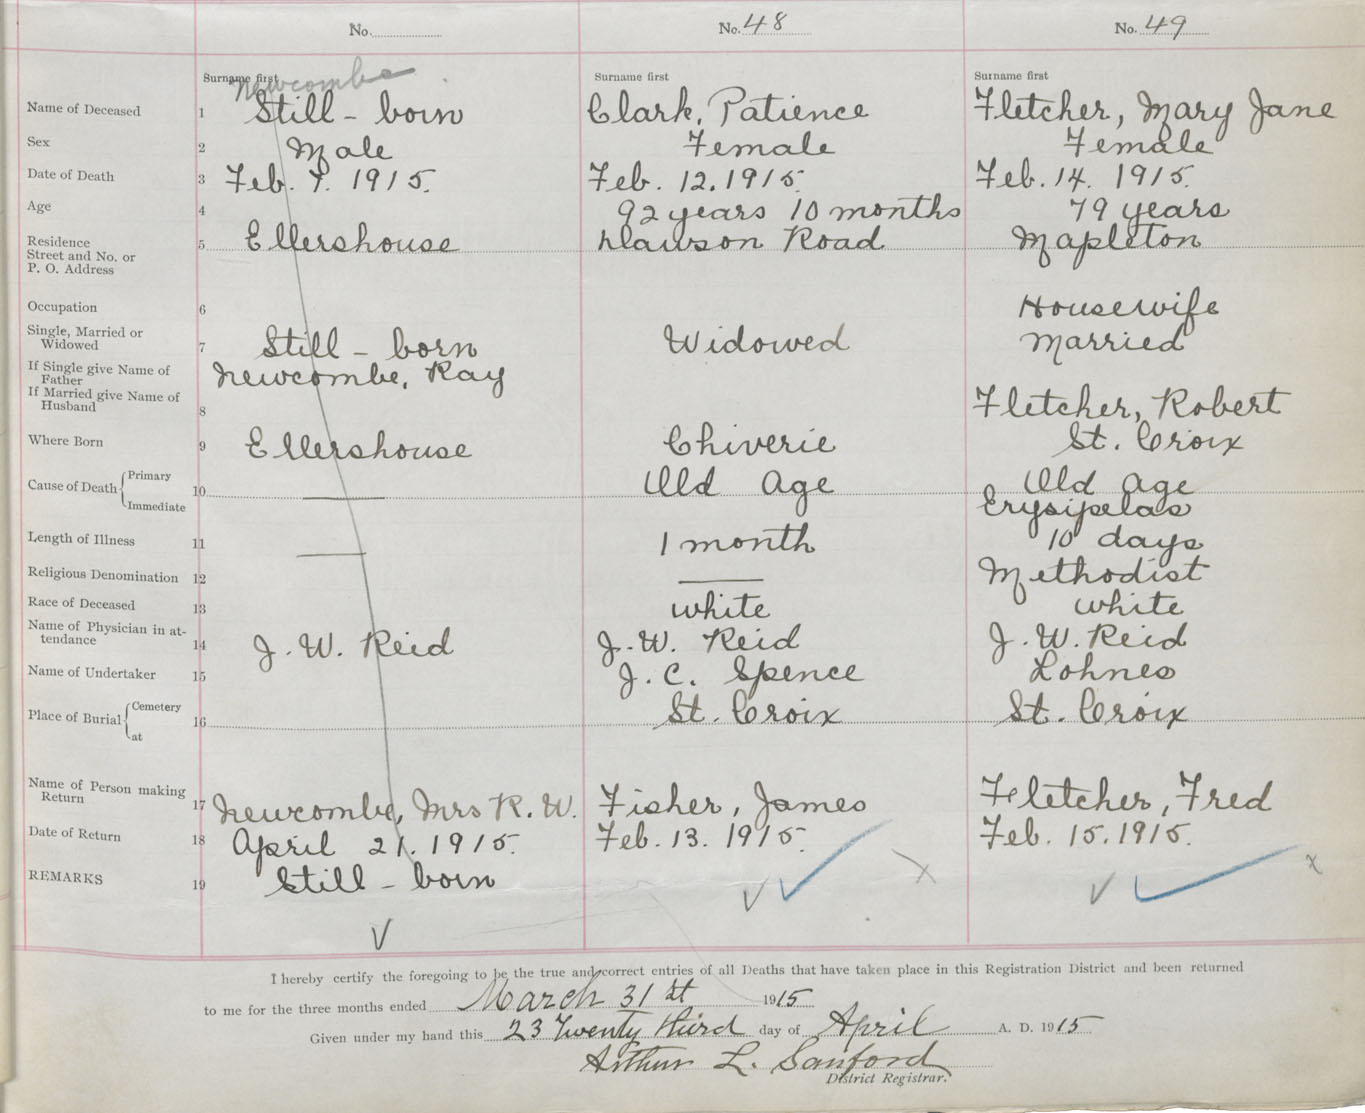 No. No. 48 No. 49
Surname first Surname first Surname first
Newcombe
Name of Deceased 1 Still - born Clark, Patience Fletcher, Mary Jane
Sex 2 Male Female Female
Date of Death 3 Feb. 7. 1915. Feb. 12. 1915. Feb. 14. 1915.
Age 4 92 years 10 months 79 years
Residence 5 Ellershouse Dawson Road Mapleton
Street and No. or
P. O. Address
Occupation 6 Housewife
Single, Married or
Widowed 7 Still - born Widowed Married
If Single give Name of
Father Newcombe, Ray
If Married give Name of
Husband 8 Fletcher, Robert
Where Born 9 Ellershouse Chiverie St. Croix
Cause of Death Primary 10 Old Age Old Age
Immediate Erysipelas
Length of Illness 11 1 month 10 days
Religious Denomination 12 Methodist
Race of Deceased 13 white white
Name of Physician in at-
tendance 14 J. W. Reid J. W. Reid J. W. Reid
Name of Undertaker 15 J. C. Spence Lohnes
Place of Burial Cemetery 16 St. Croix St. Croix
at
Name of Person making
Return 17 Newcombe, Mrs R. W. Fisher, James Fletcher, Fred
Date of Return 18 April 21. 1915. Feb. 13. 1915. Feb. 15. 1915.
REMARKS 19 Still - born
I hereby certify the foregoing to be the true and correct entries of all Deaths that have taken place in this Registration District and been returned
to me for the three months ended March 31st 1915
Given under my hand this 23 Twenty third day of April A. D. 1915
Arthur L. Sanford
District Registrar.